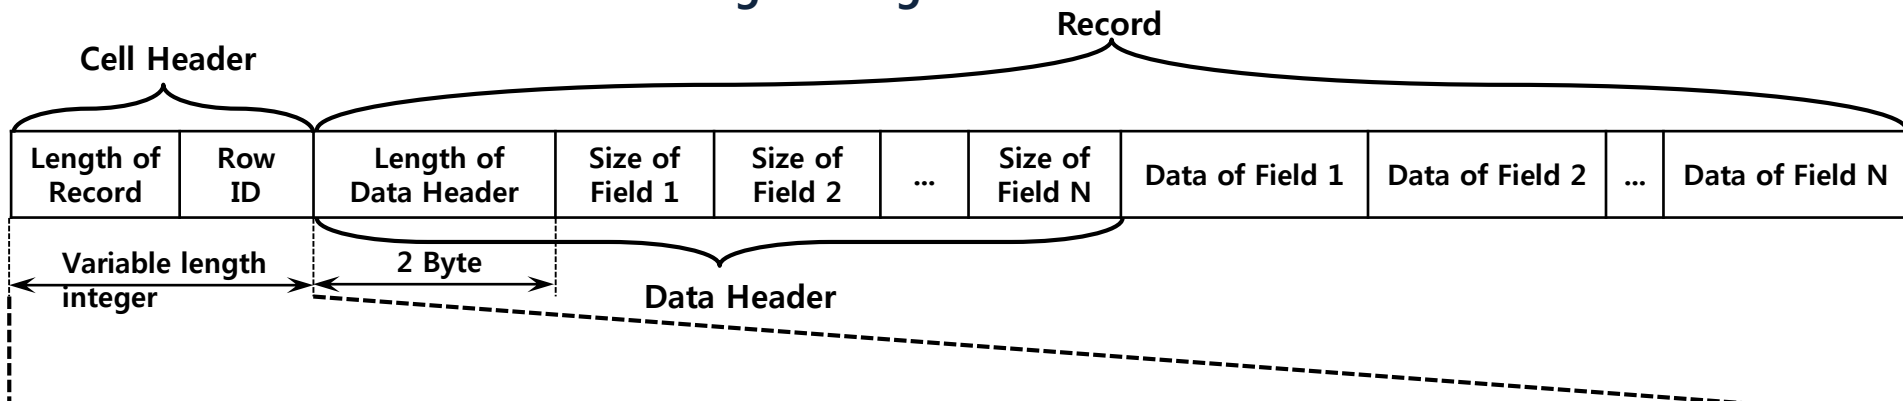 Record
Cell Header
Length of
Record
Row
ID
Length of
Data Header
Size of
Field 1
Size of
Field 2
...
Size of
Field N
Data of Field 1
Data of Field 2
...
Data of Field N
Variable length
integer
2 Byte
Data Header